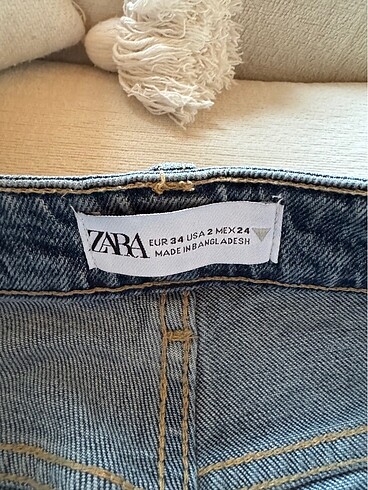 ZARA
EUR 34 USA 2 MEX 24
MADE IN BANGLADESH